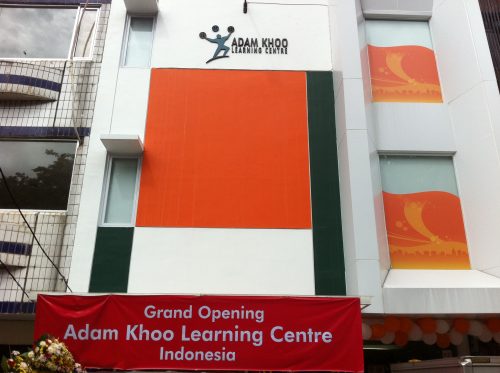 ADAM KHOO
LEARNING CENTRE
Grand Opening
Adam Khoo Learning Centre
Indonesia